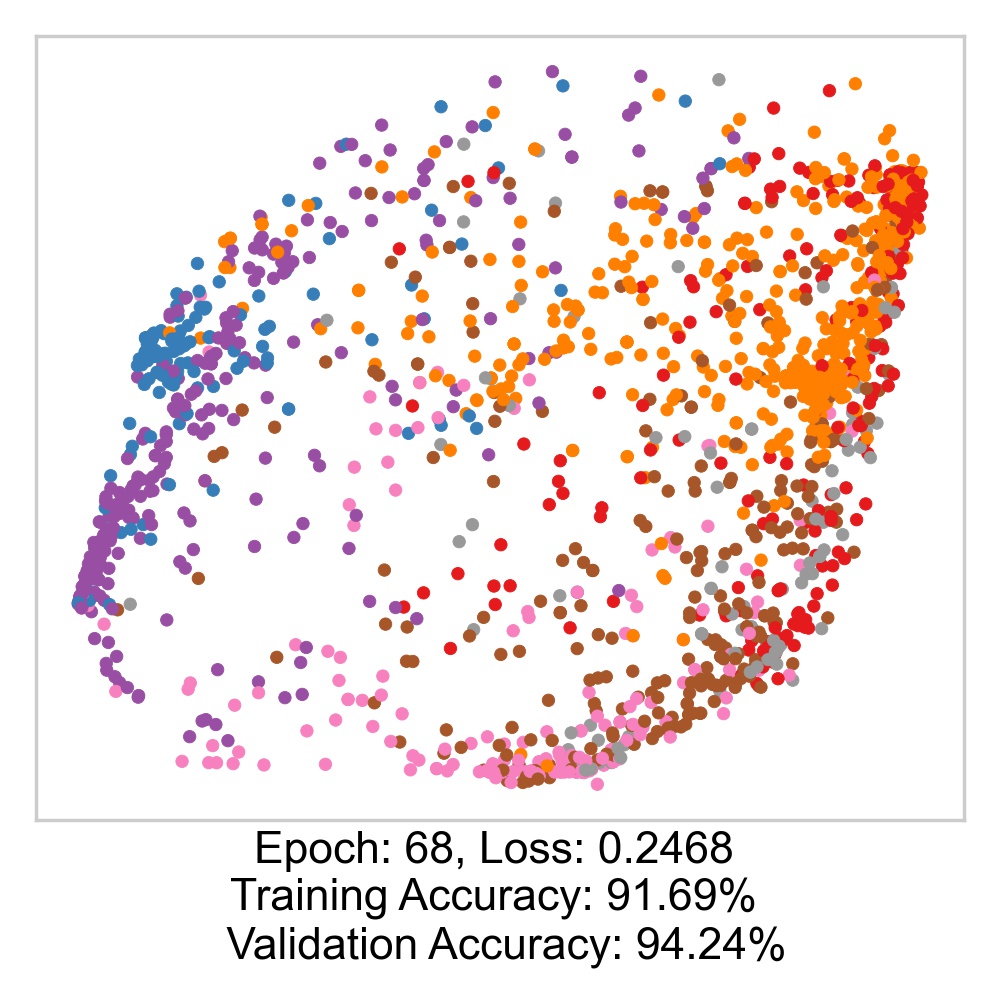 Epoch: 68, Loss: 0.2468
Training Accuracy: 91.69%
Validation Accuracy: 94.24%